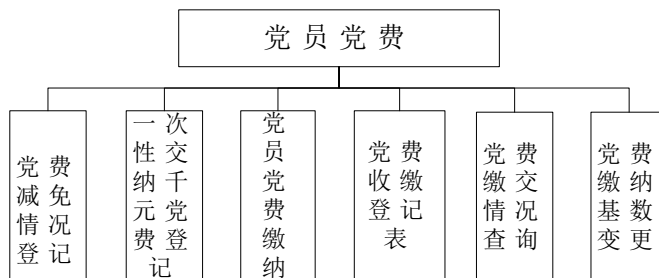 党员党费
党费
减免
情况
登记
一次
性交
纳千
元党
费登
记
党
员
党
费
缴
纳
党费
收缴
登记
表
党费
缴交
情况
查询
党费
缴纳
基数
变更